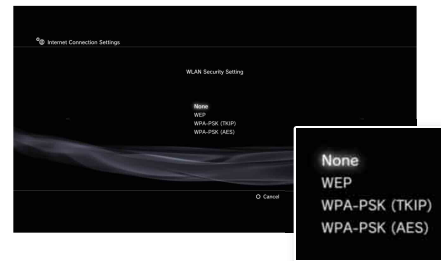 Internet Connection Settings
WLAN Security Setting
None
WEP
WPA-PSK (TKIP)
WPA-PSK (AES)
Cancel
None
WEP
WPA-PSK (TKIP)
WPA-PSK (AES)